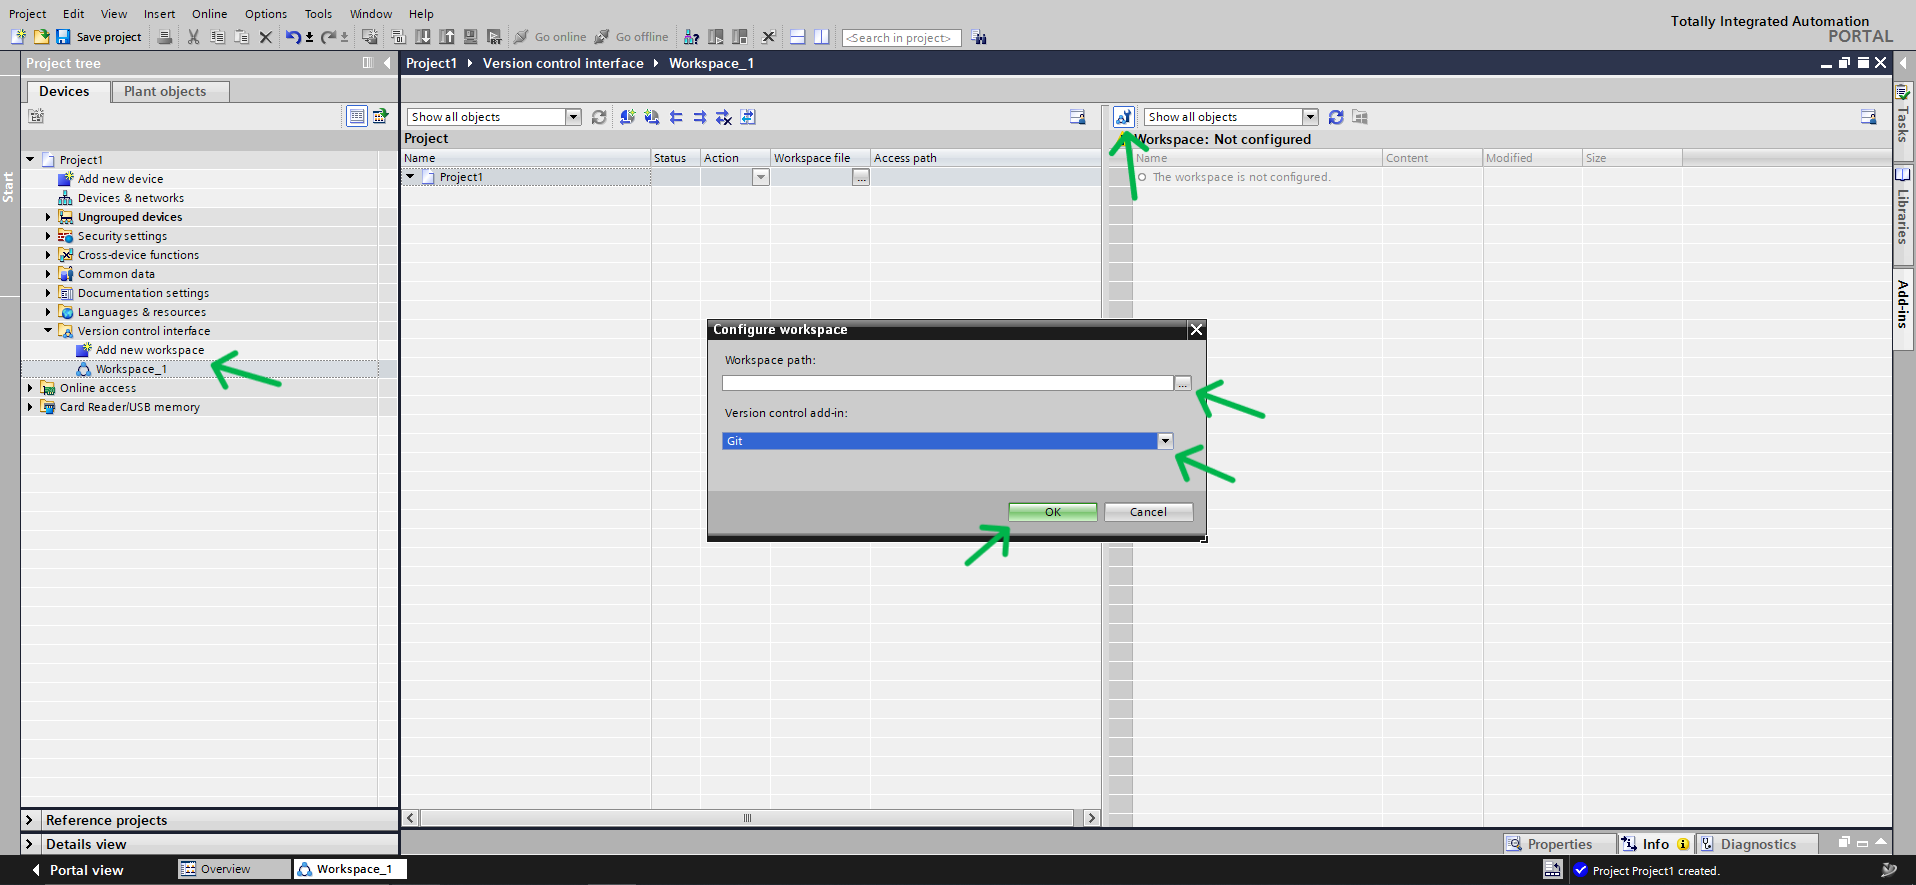 Project Edit View Insert Online Options Tools Window Help
Totally Integrated Automation
PORTAL
Save project Go online Go offline <Search in project>
Project tree
Project1 Version control interface Workspace_1
Devices Plant objects
Show all objects
Show all objects
Project
Workspace: Not configured
Name Status Action Workspace file Access path
Name Content Modified Size
Project1
The workspace is not configured.
Project1
Add new device
Devices & networks
Ungrouped devices
Security settings
Cross-device functions
Common data
Documentation settings
Languages & resources
Version control interface
Add new workspace
Workspace_1
Online access
Card Reader/USB memory
Start
Tasks
Libraries
Add-ins
Configure workspace
Workspace path:
...
Version control add-in:
Git
OK Cancel
...
Reference projects
Details view
Properties Info Diagnostics
Portal view Overview Workspace_1
Project Project1 created.